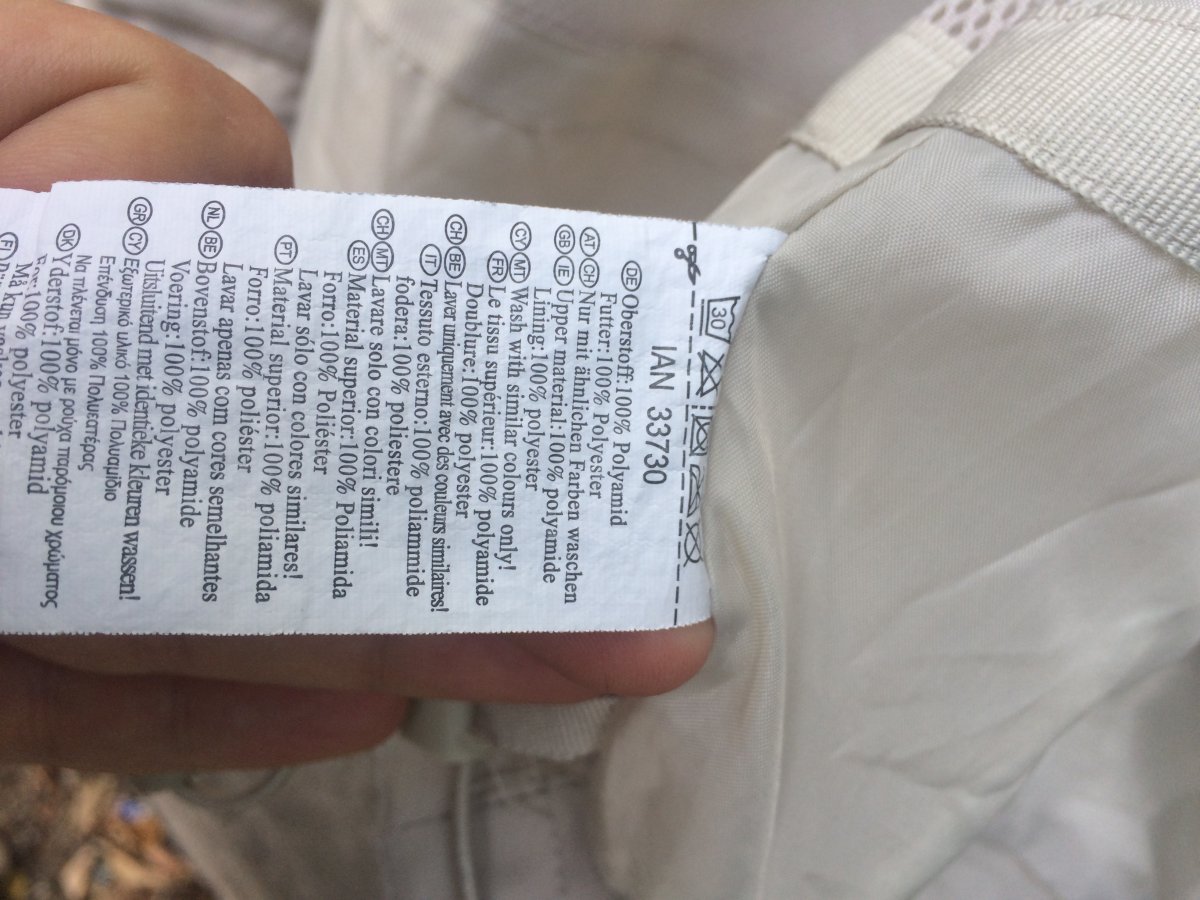 30
IAN 33730
DE Oberstoff:100% Polyamid
Futter:100% Polyester
AT CH Nur mit ähnlichen Farben waschen
GB IE Upper material:100% polyamide
Lining:100% polyester
CY MT Wash with similar colours only!
FR Le tissu supérieur:100% polyamide
Doublure:100% polyester
CH BE Laver uniquement avec des couleurs similaires!
IT Tessuto esterno:100% poliammide
fodera:100% poliestere
CH MT Lavare solo con colori simili!
ES Material superior:100% Poliamida
Forro:100% Poliéster
Lavar sólo con colores similares!
PT Material superior:100% poliamida
Forro:100% poliéster
Lavar apenas com cores semelhantes
NL BE Bovenstof:100% polyamide
Voering:100% polyester
Uitsluitend met identieke kleuren wassen!
GR CY Εξωτερικό υλικό 100% Πολυαμίδιο
Επένδυση 100% Πολυεστέρας
Να πλένεται μόνο με ρούχα παρόμοιου χρώματος
DK Yderstof:100% polyamid
100% polyester
Må kun
FI